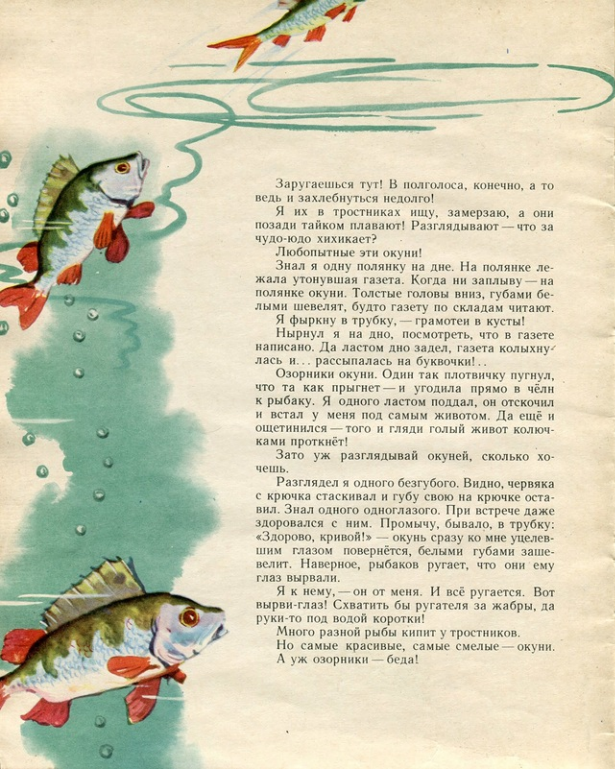 Заругаешься тут! В полголоса, конечно, а то
ведь и захлебнуться недолго!
Я их в тростниках ищу, замерзаю, а они
позади тайком плавают! Разглядывают — что за
чудо-юдо хихикает?
Любопытные эти окуни!
Знал я одну полянку на дне. На полянке ле-
жала утонувшая газета. Когда ни заплыву — на
полянке окуни. Толстые головы вниз, губами бе-
лыми шевелят, будто газету по складам читают.
Я фыркну в трубку, — грамотеи в кусты!
Нырнул я на дно, посмотреть, что в газете
написано. Да ластом дно задел, газета колыхну-
лась и... рассыпалась на буквочки!..
Озорники окуни. Один так плотвичку пугнул,
что та как прыгнет — и угодила прямо в чёлн
к рыбаку. Я одного ластом поддал, он отскочил
и встал у меня под самым животом. Да ещё и
ощетинился — того и гляди голый живот колюч-
ками проткнёт!
Зато уж разглядывай окуней, сколько хо-
чешь.
Разглядел я одного безгубого. Видно, червяка
с крючка стаскивал и губу свою на крючке оста-
вил. Знал одного одноглазого. При встрече даже
здоровался с ним. Промычу, бывало, в трубку:
«Здорово, кривой!» — окунь сразу ко мне уцелев-
шим глазом повернётся, белыми губами заше-
велит. Наверное, рыбаков ругает, что они ему
глаз вырвали.
Я к нему, — он от меня. И всё ругается. Вот
вырви-глаз! Схватить бы ругателя за жабры, да
руки-то под водой коротки!
Много разной рыбы кипит у тростников.
Но самые красивые, самые смелые — окуни.
А уж озорники — беда!